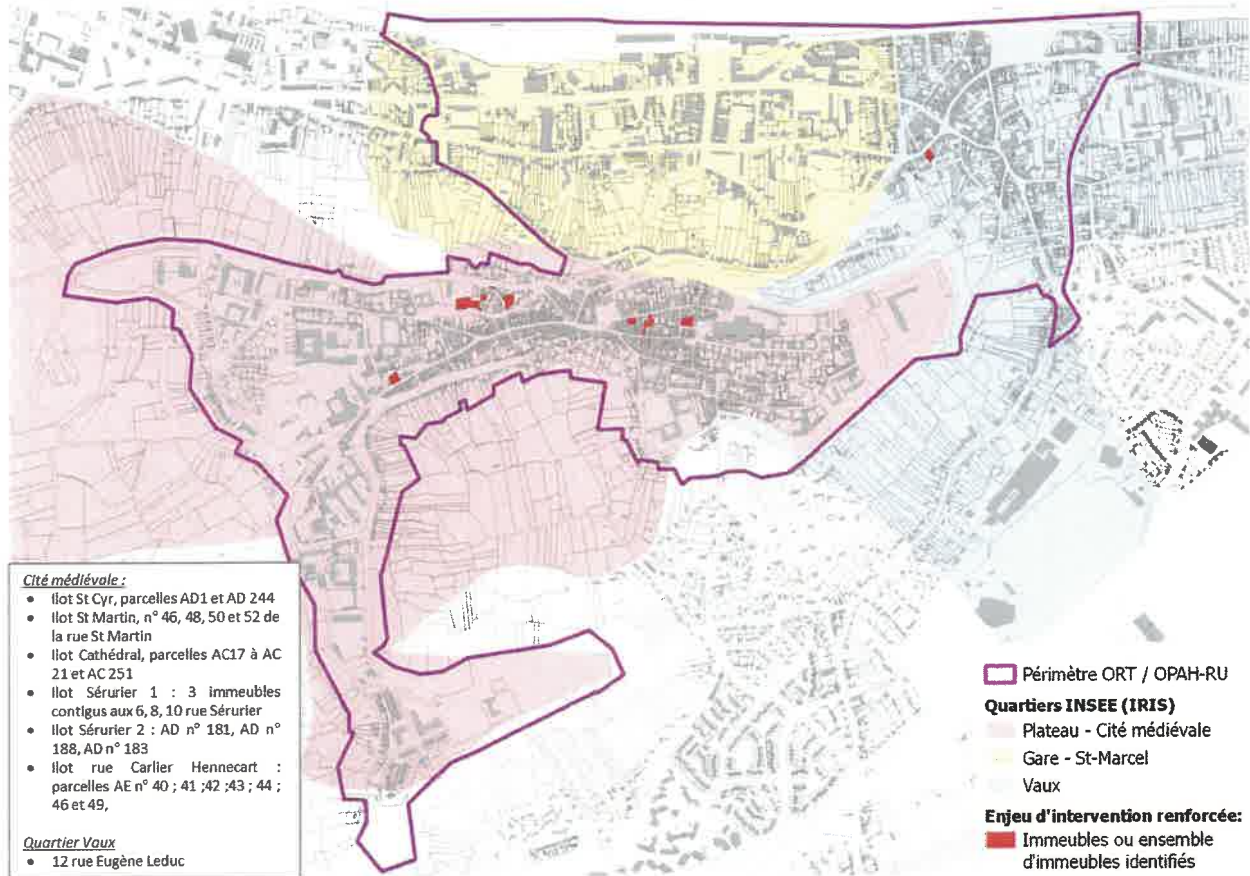 Cité médiévale :
• Ilot St Cyr, parcelles AD1 et AD 244
• Ilot St Martin, n° 46, 48, 50 et 52 de
la rue St Martin
• Ilot Cathédral, parcelles AC17 à AC
21 et AC 251
• Ilot Sérurier 1 : 3 immeubles
contigus aux 6, 8, 10 rue Sérurier
• Ilot Sérurier 2 : AD n° 181, AD n°
188, AD n° 183
• Ilot rue Carlier Hennecart :
parcelles AE n° 40 ; 41 ;42 ;43 ; 44 ;
46 et 49,
Quartier Vaux
• 12 rue Eugène Leduc
Périmètre ORT / OPAH-RU
Quartiers INSEE (IRIS)
Plateau - Cité médiévale
Gare - St-Marcel
Vaux
Enjeu d'intervention renforcée:
Immeubles ou ensemble
d'immeubles identifiés